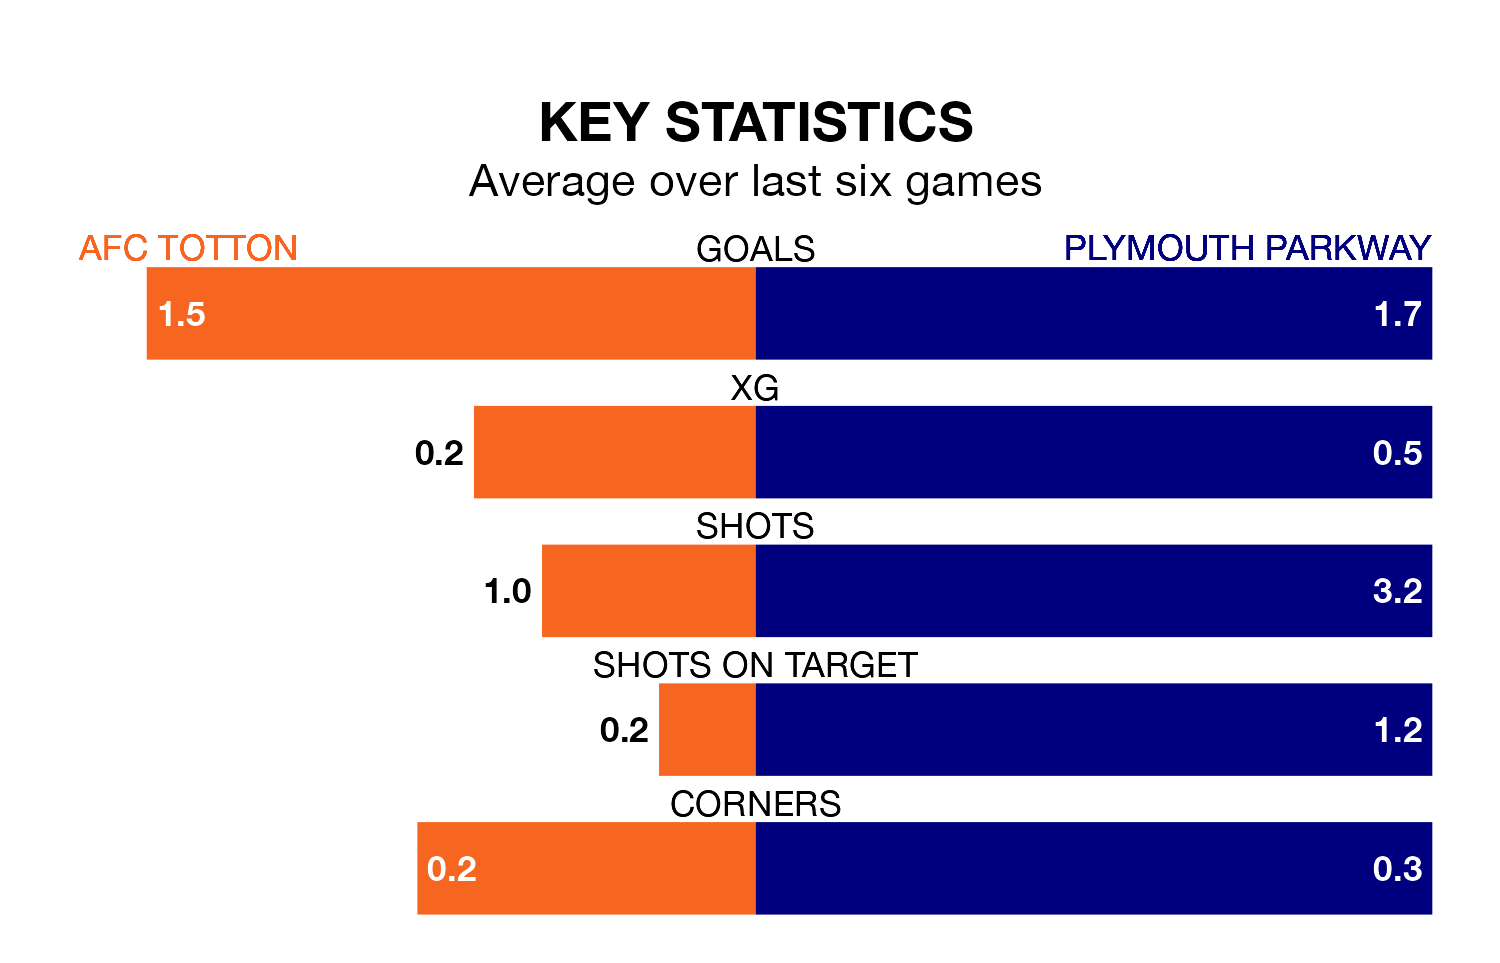 KEY STATISTICS
Average over last six games
AFC TOTTON GOALS PLYMOUTH PARKWAY
1.5 1.7
XG
0.2 0.5
SHOTS
1.0 3.2
SHOTS ON TARGET
0.2 1.2
CORNERS
0.2 0.3